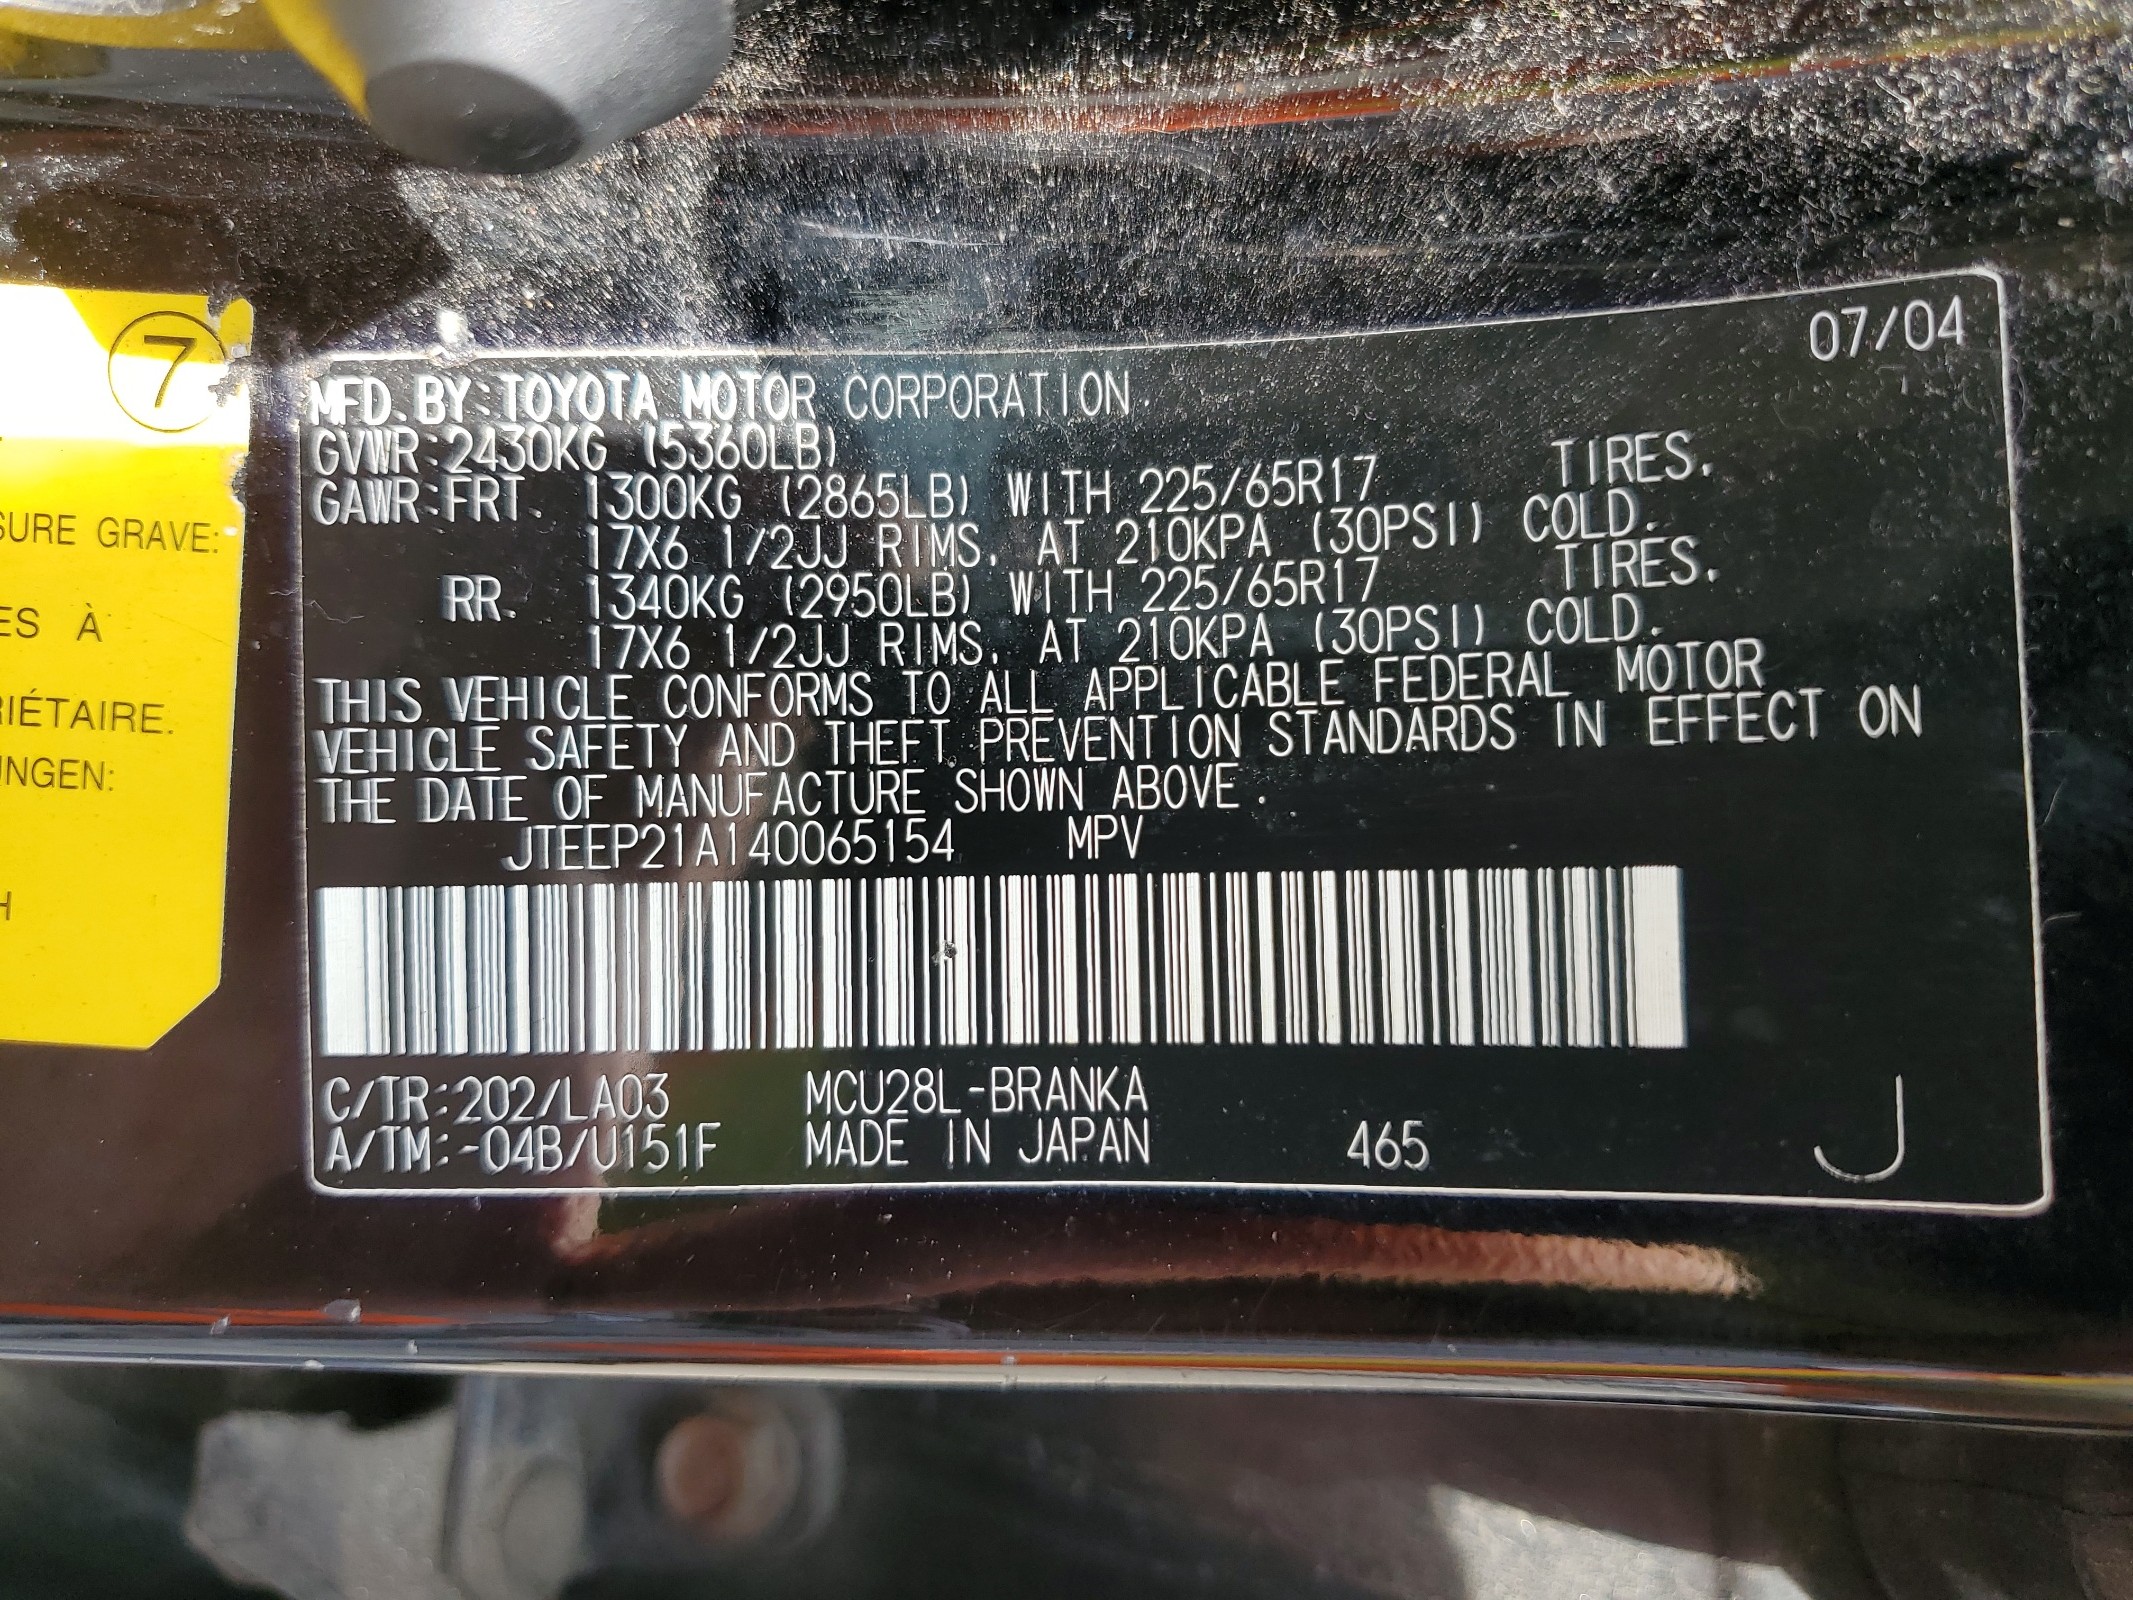 7
SURE GRAVE:
ES À
RIÉTAIRE.
UNGEN:
H
07/04
MFD. BY: TOYOTA MOTOR CORPORATION.
GVWR: 2430KG (5360LB)
GAWR: FRT. 1300KG (2865LB) WITH 225/65R17 TIRES.
17X6 1/2JJ RIMS, AT 210KPA (30PSI) COLD.
RR. 1340KG (2950LB) WITH 225/65R17 TIRES.
17X6 1/2JJ RIMS, AT 210KPA (30PSI) COLD.
THIS VEHICLE CONFORMS TO ALL APPLICABLE FEDERAL MOTOR
VEHICLE SAFETY AND THEFT PREVENTION STANDARDS IN EFFECT ON
THE DATE OF MANUFACTURE SHOWN ABOVE.
JTEEP21A140065154 MPV
C/TR:202/LA03 MCU28L-BRANKA
A/TM:-04B/U151F MADE IN JAPAN 465 J